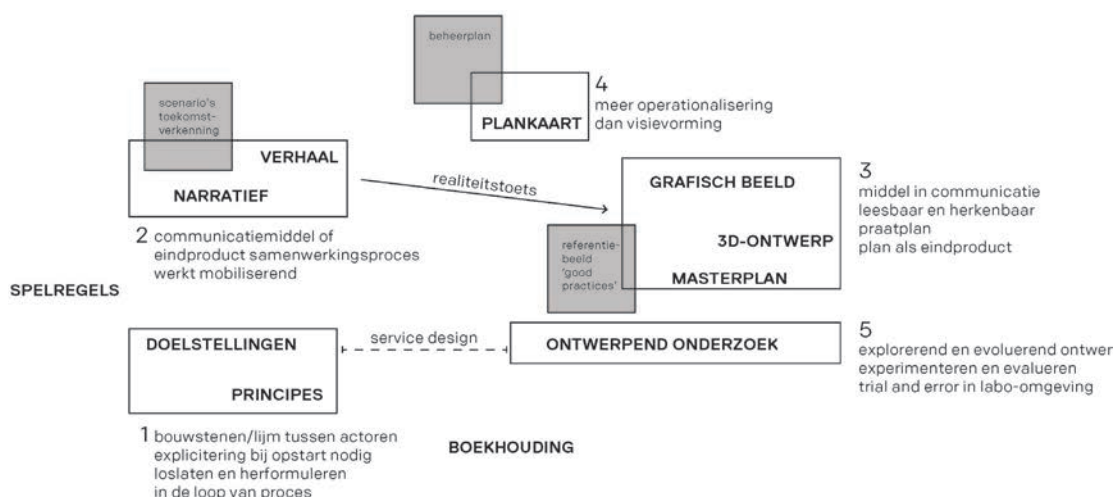 beheerplan
4
meer operationalisering
dan visievorming
PLANKAART
scenario's
toekomst-
verkenning
VERHAAL
NARRATIEF
realiteitstoets
GRAFISCH BEELD
3D-ONTWERP
MASTERPLAN
3
middel in communicatie
leesbaar en herkenbaar
praatplan
plan als eindproduct
referentie-
beeld
'good
practices'
2 communicatiemiddel of
eindproduct samenwerkingsproces
werkt mobiliserend
SPELREGELS
DOELSTELLINGEN
PRINCIPES
service design
ONTWERPEND ONDERZOEK
5
explorerend en evoluerend ontwer
experimenteren en evalueren
trial and error in labo-omgeving
1 bouwstenen/lijm tussen actoren
explicitering bij opstart nodig
loslaten en herformuleren
in de loop van proces
BOEKHOUDING